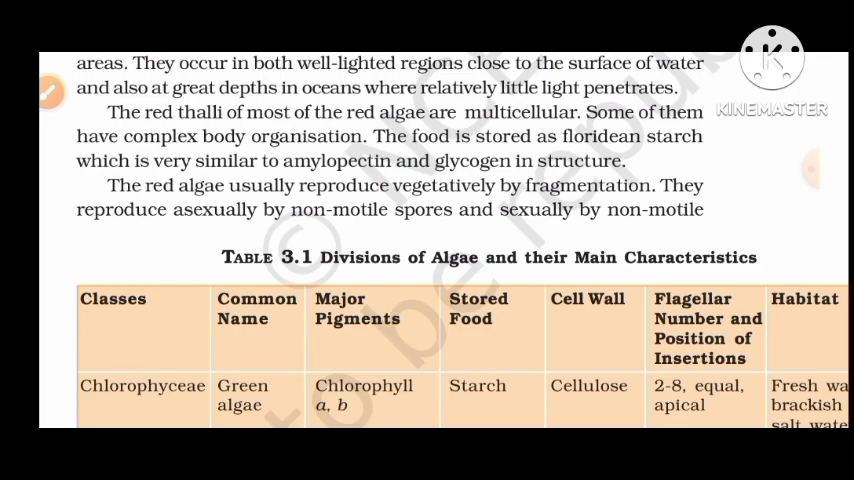 areas. They occur in both well-lighted regions close to the surface of water
and also at great depths in oceans where relatively little light penetrates.
The red thalli of most of the red algae are multicellular. Some of them
have complex body organisation. The food is stored as floridean starch
which is very similar to amylopectin and glycogen in structure.
The red algae usually reproduce vegetatively by fragmentation. They
reproduce asexually by non-motile spores and sexually by non-motile
TABLE 3.1 Divisions of Algae and their Main Characteristics
Classes Common Major Stored Cell Wall Flagellar Habitat
Name Pigments Food Number and
Position of
Insertions
Chlorophyceae Green Chlorophyll Starch Cellulose 2-8, equal, Fresh
algae a, b apical brackish
salt
K
KINEMASTER
© NCE
to be repu